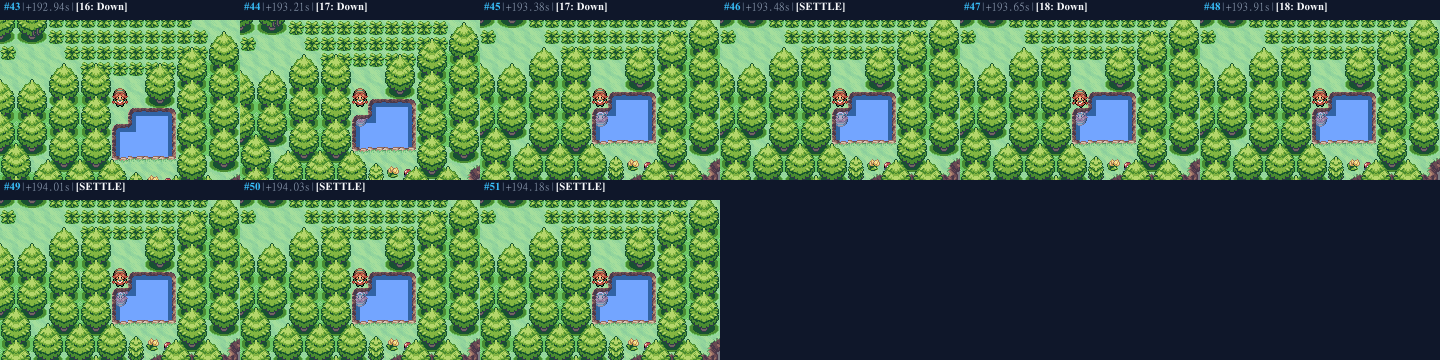 #43 | +192.94s | [16: Down]
#44 | +193.21s | [17: Down]
#45 | +193.38s | [17: Down]
#46 | +193.48s | [SETTLE]
#47 | +193.65s | [18: Down]
#48 | +193.91s | [18: Down]
#49 | +194.01s | [SETTLE]
#50 | +194.03s | [SETTLE]
#51 | +194.18s | [SETTLE]